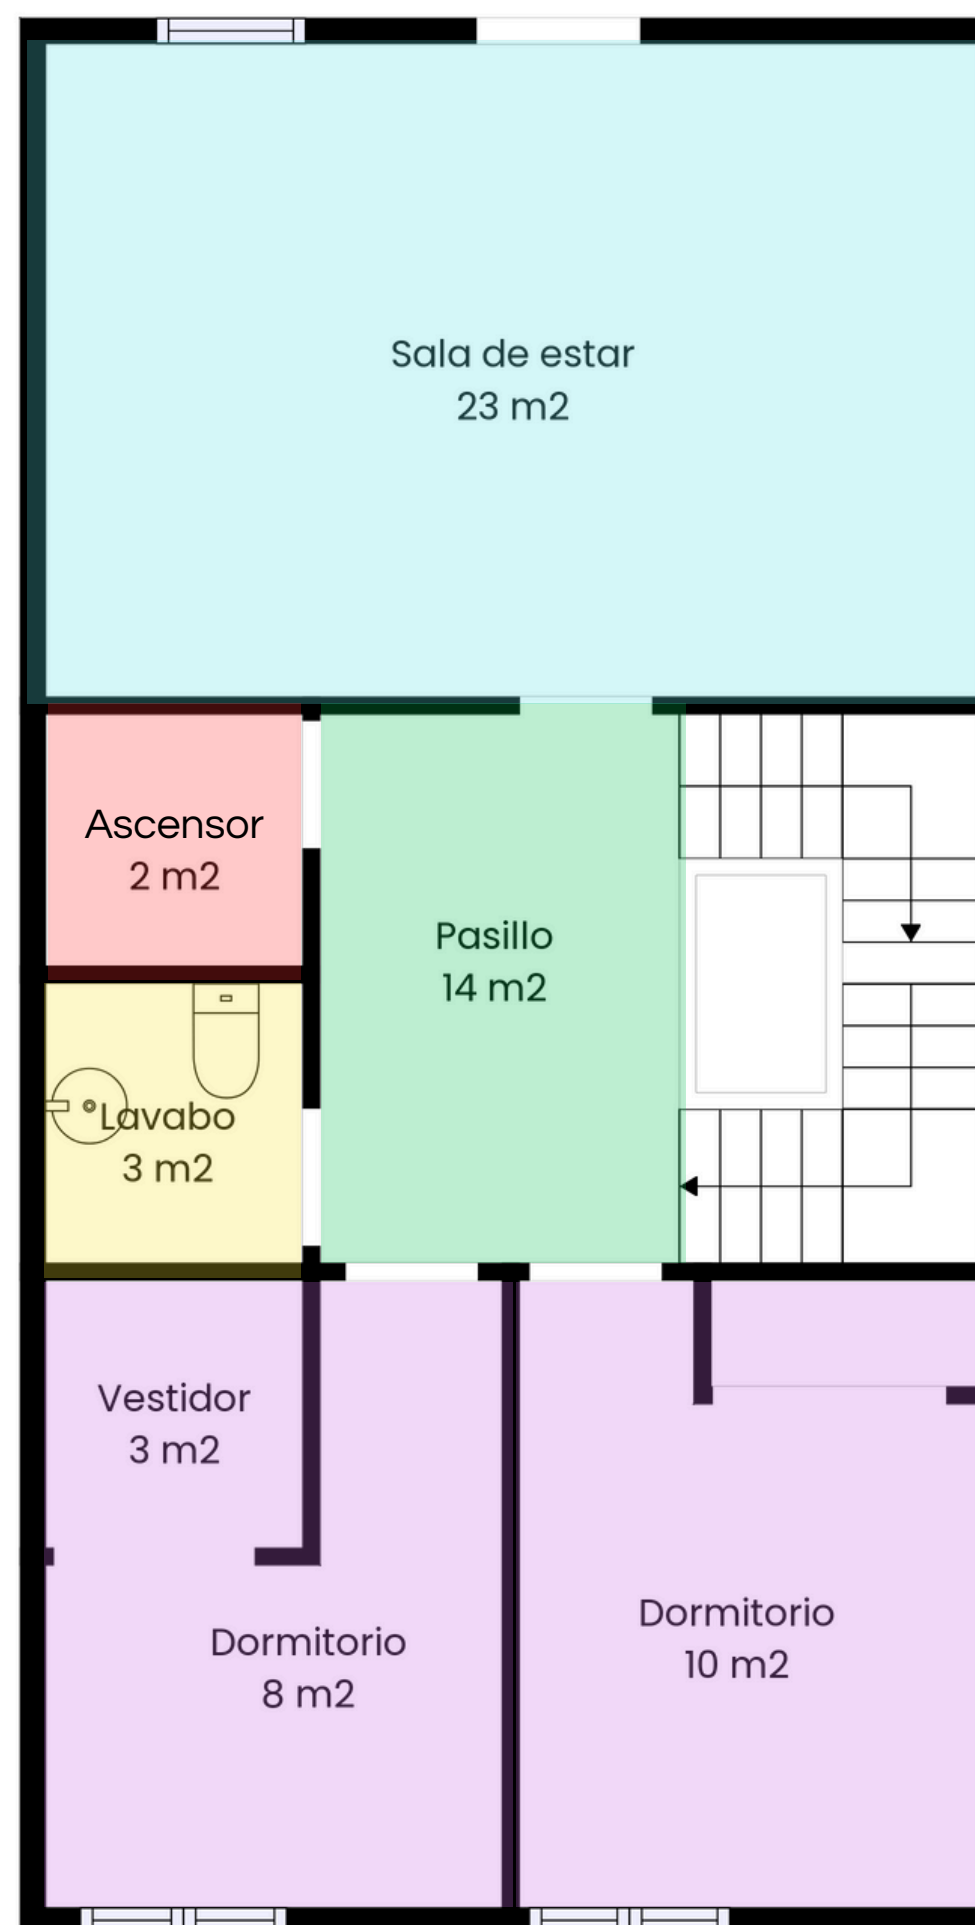 Sala de estar
23 m2
Ascensor
2 m2
Pasillo
14 m2
Lavabo
3 m2
Vestidor
3 m2
Dormitorio
8 m2
Dormitorio
10 m2